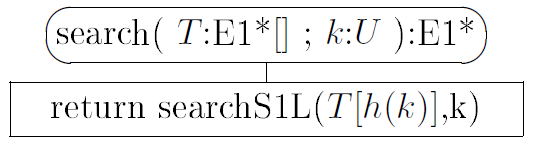 search( T:E1*[] ; k:U ):E1*
return searchS1L(T[h(k)],k)